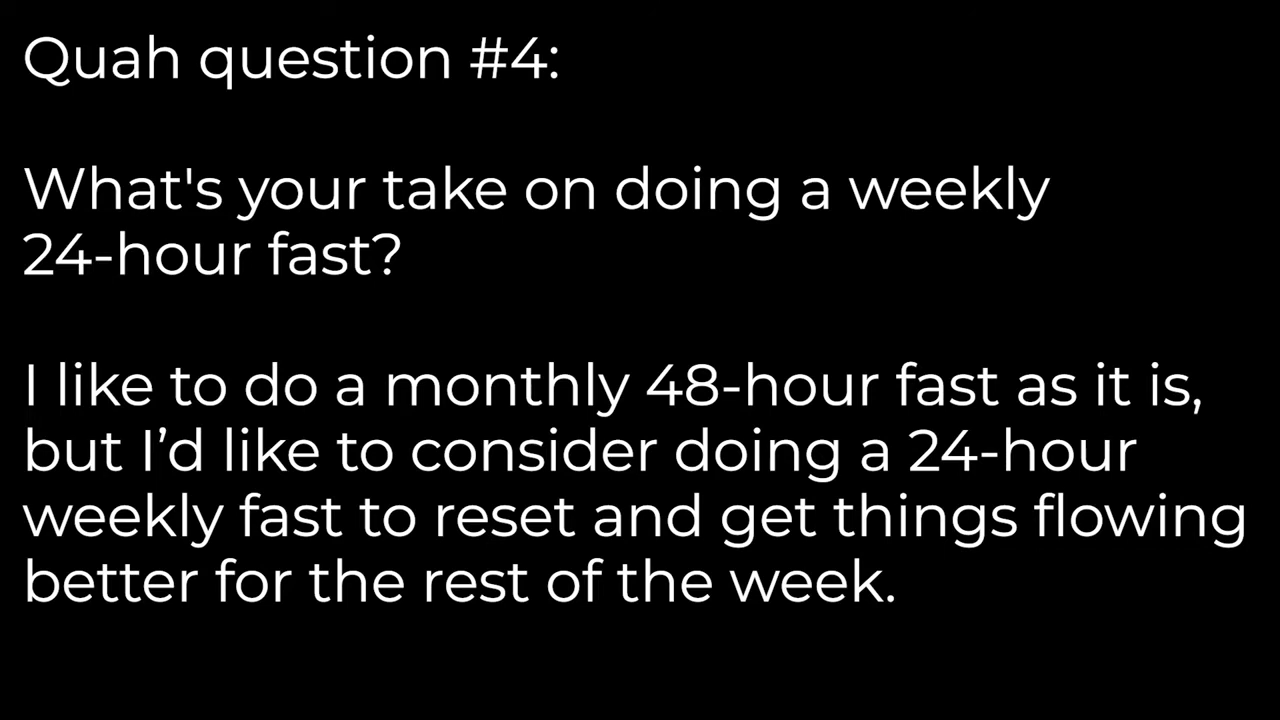 Quah question #4:
What's your take on doing a weekly
24-hour fast?
I like to do a monthly 48-hour fast as it is,
but I’d like to consider doing a 24-hour
weekly fast to reset and get things flowing
better for the rest of the week.